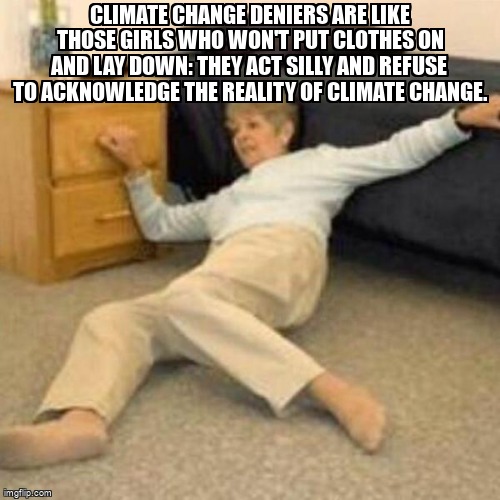 CLIMATE CHANGE DENIERS ARE LIKE
THOSE GIRLS WHO WON'T PUT CLOTHES ON
AND LAY DOWN: THEY ACT SILLY AND REFUSE
TO ACKNOWLEDGE THE REALITY OF CLIMATE CHANGE.
imgflip.com